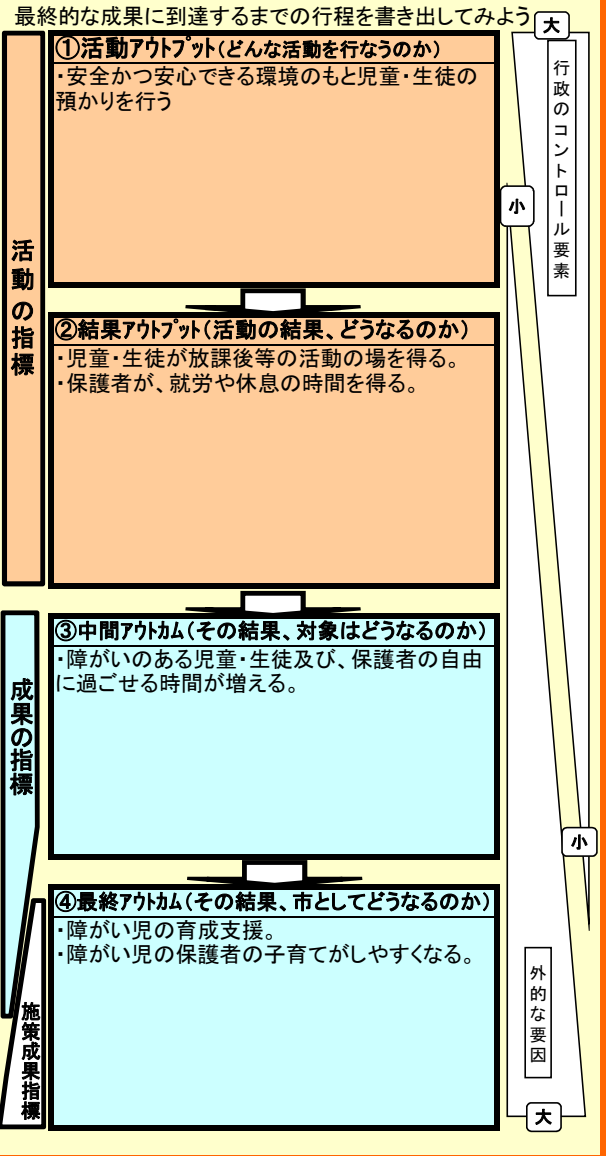 最終的な成果に到達するまでの行程を書き出してみよう
大
①活動ｱｳﾄﾌﾟｯﾄ(どんな活動を行なうのか)
・安全かつ安心できる環境のもと児童・生徒の
預かりを行う
行政のコントロール要素
小
活動の指標
②結果ｱｳﾄﾌﾟｯﾄ(活動の結果、どうなるのか)
・児童・生徒が放課後等の活動の場を得る。
・保護者が、就労や休息の時間を得る。
③中間ｱｳﾄｶﾑ(その結果、対象はどうなるのか)
・障がいのある児童・生徒及び、保護者の自由
に過ごせる時間が増える。
成果の指標
小
④最終ｱｳﾄｶﾑ(その結果、市としてどうなるのか)
・障がい児の育成支援。
・障がい児の保護者の子育てがしやすくなる。
外的な要因
施策成果指標
大